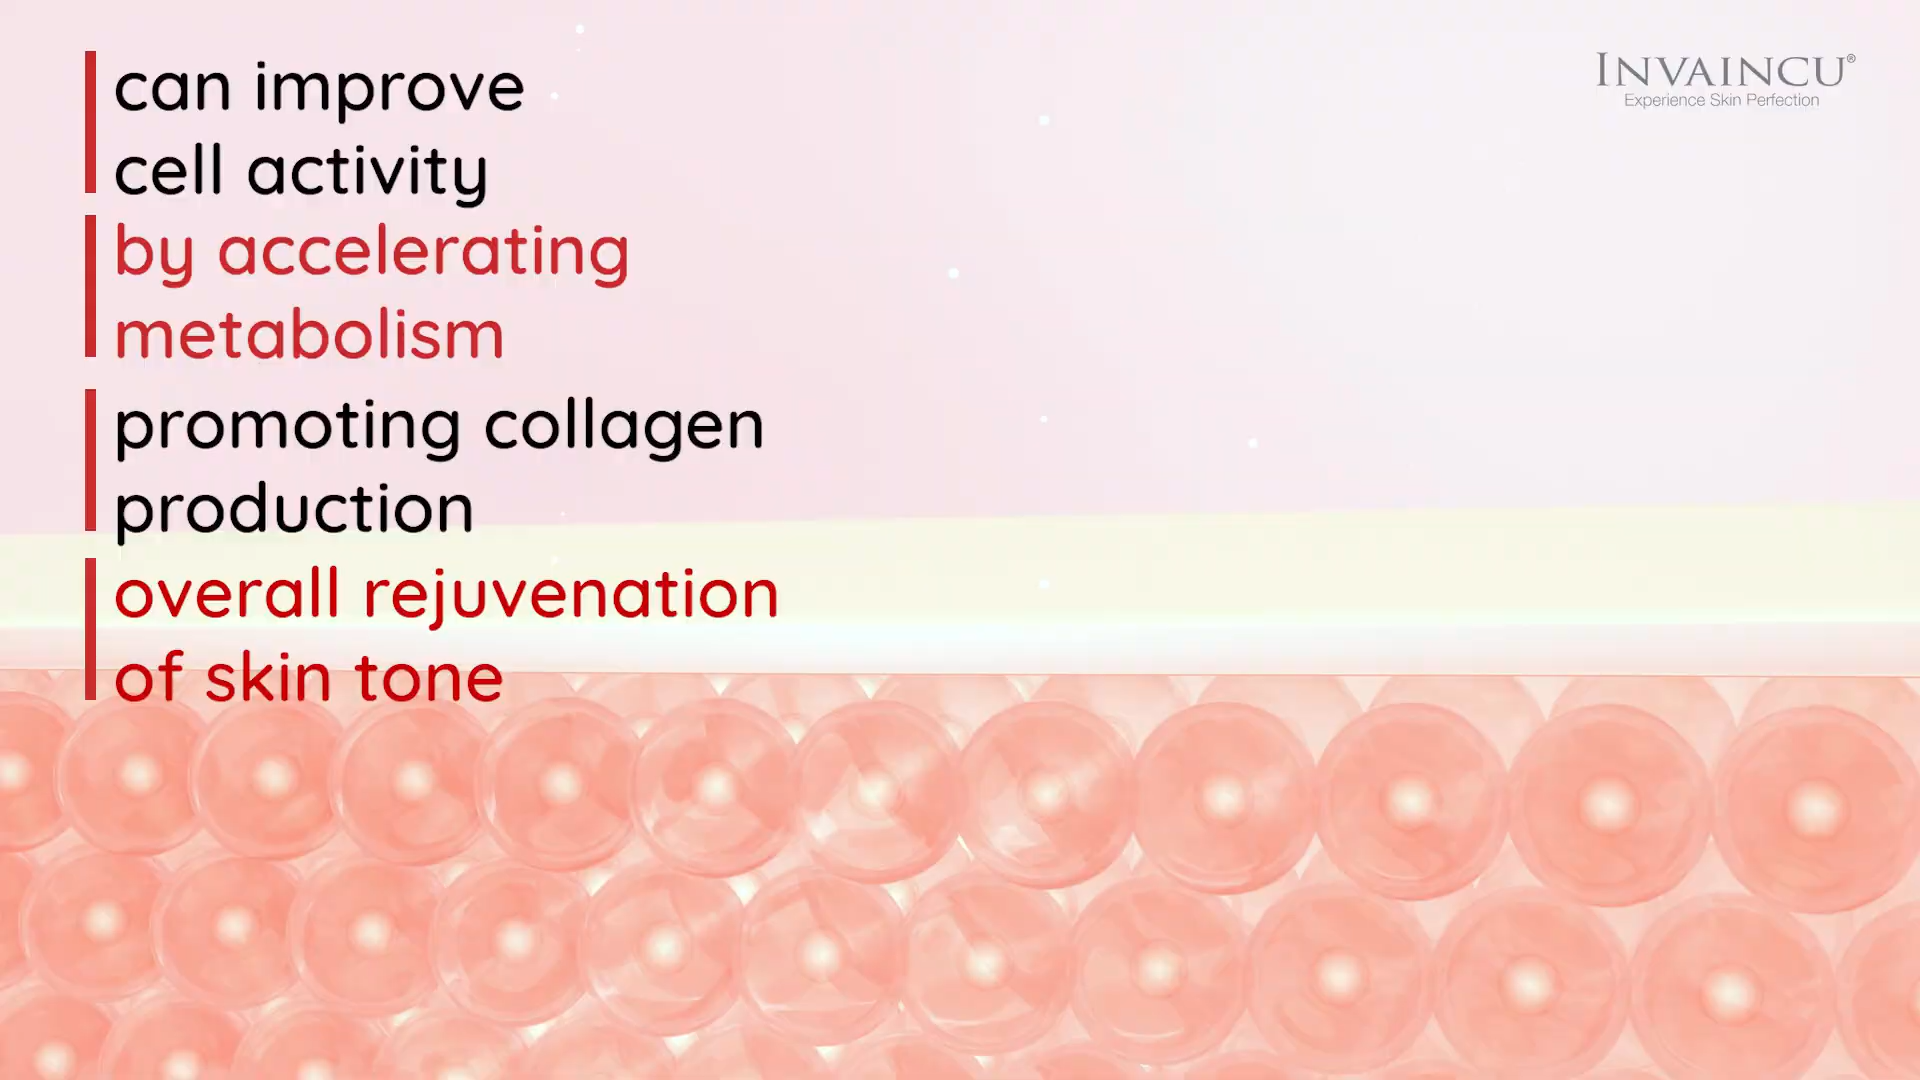 can improve
cell activity
by accelerating
metabolism
promoting collagen
production
overall rejuvenation
of skin tone
INVAINCU®
Experience Skin Perfection